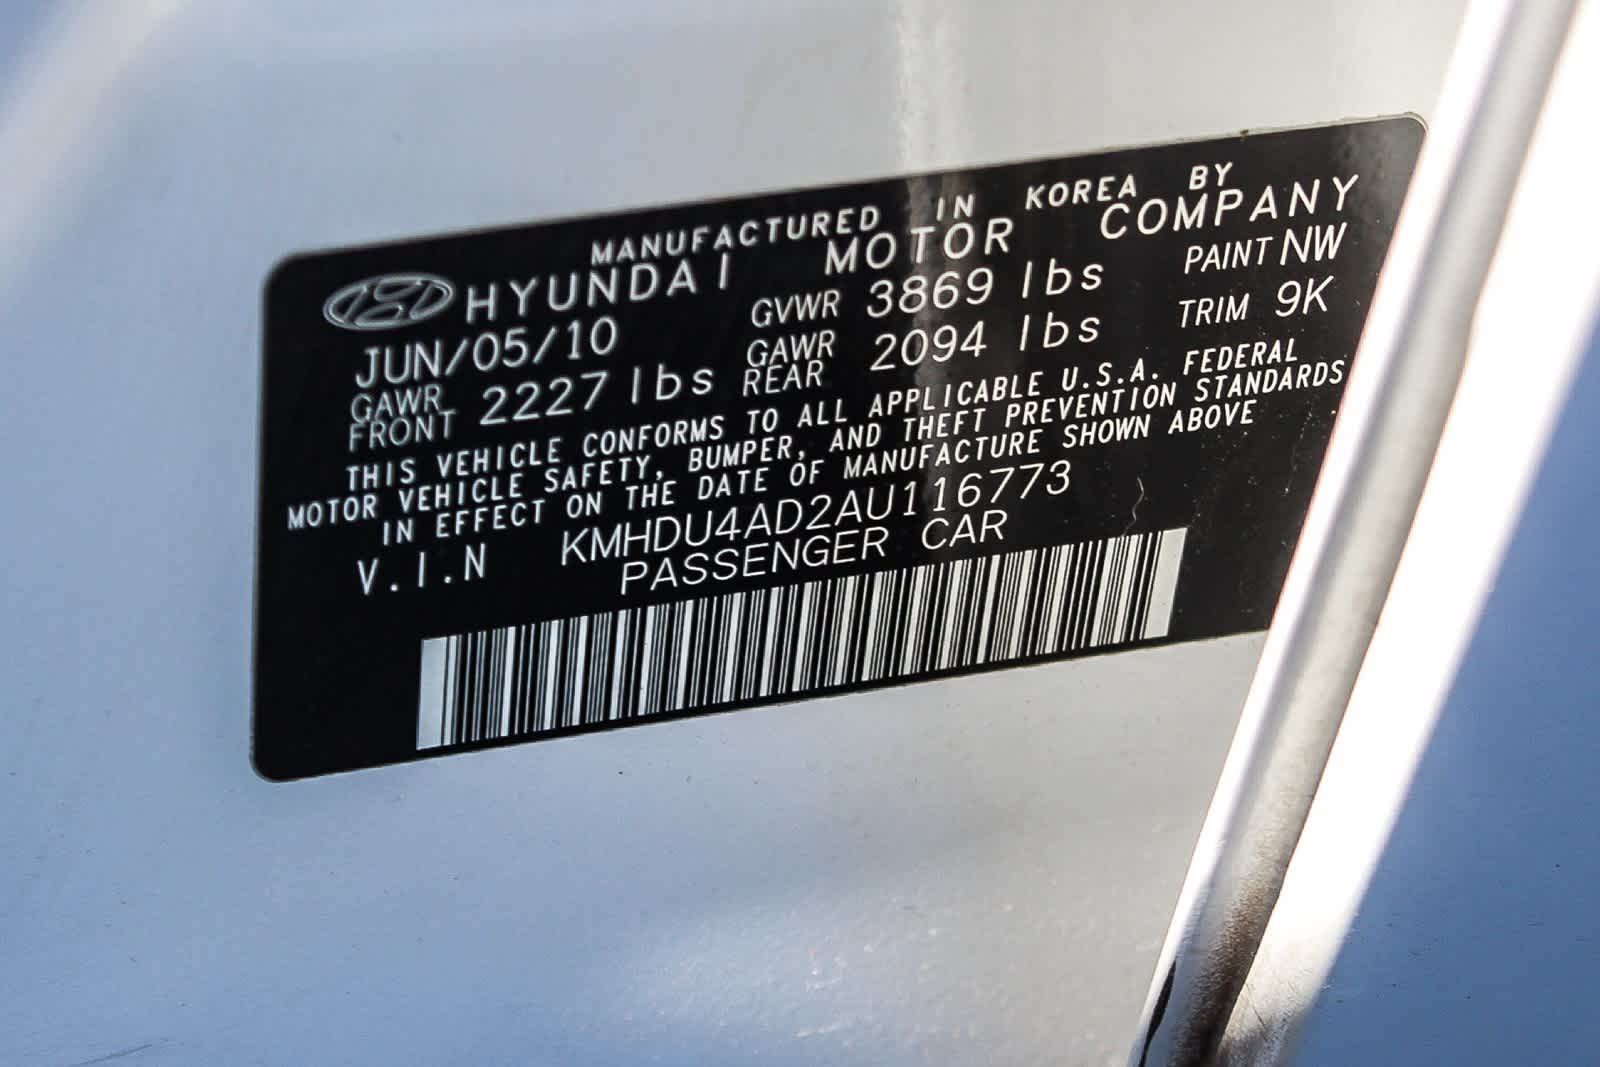 MANUFACTURED IN KOREA BY
HYUNDAI MOTOR COMPANY
JUN/05/10 GVWR 3869 lbs PAINT NW
GAWR FRONT 2227 lbs GAWR REAR 2094 lbs TRIM 9K
THIS VEHICLE CONFORMS TO ALL APPLICABLE U.S.A. FEDERAL
MOTOR VEHICLE SAFETY, BUMPER, AND THEFT PREVENTION STANDARDS
IN EFFECT ON THE DATE OF MANUFACTURE SHOWN ABOVE
V.I.N KMHDU4AD2AU116773
PASSENGER CAR